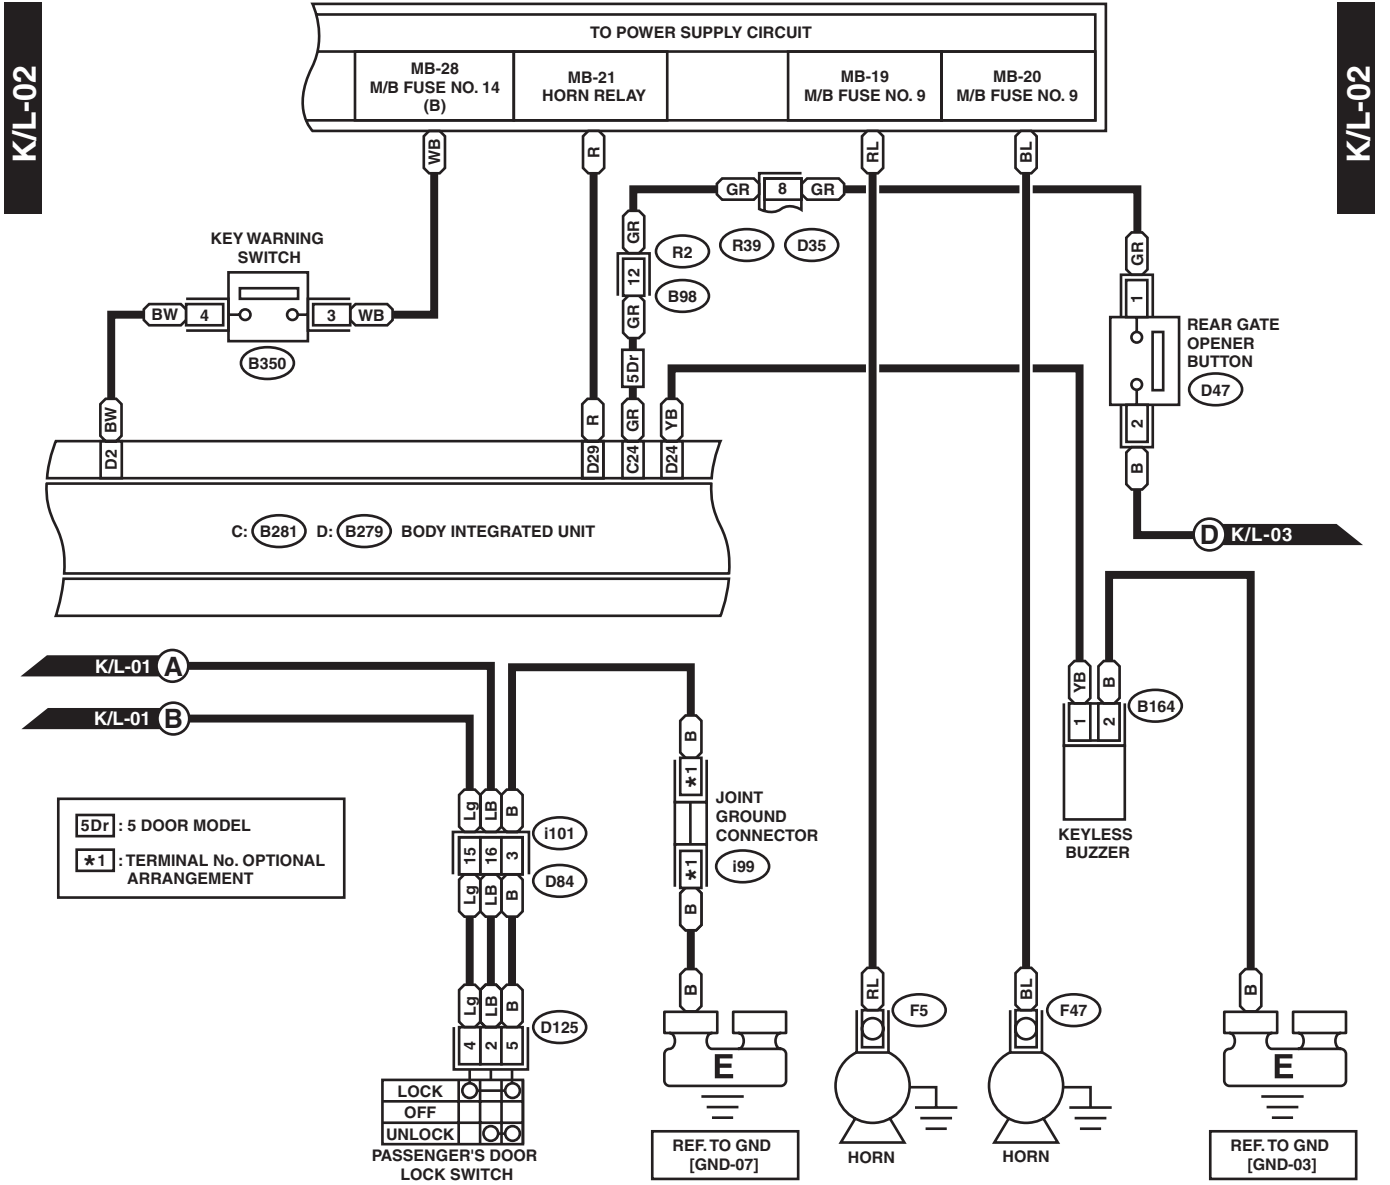 K/L-02
K/L-02
TO POWER SUPPLY CIRCUIT
MB-28
M/B FUSE NO. 14
(B)
MB-21
HORN RELAY
MB-19
M/B FUSE NO. 9
MB-20
M/B FUSE NO. 9
WB
R
RL
BL
GR
8
GR
R39
D35
GR
12
GR
R2
B98
5Dr
GR
KEY WARNING
SWITCH
BW
4
3
WB
B350
GR
1
REAR GATE
OPENER
BUTTON
D47
2
B
BW
R
YB
D2
D29
C24
D24
C: B281 D: B279 BODY INTEGRATED UNIT
D K/L-03
K/L-01 A
K/L-01 B
YB
B
1
2
B164
KEYLESS
BUZZER
B
*1
JOINT
GROUND
CONNECTOR
*1
i99
B
B
5Dr : 5 DOOR MODEL
*1 : TERMINAL No. OPTIONAL
ARRANGEMENT
Lg
LB
B
i101
15
16
3
D84
Lg
LB
B
Lg
LB
B
D125
4
2
5
LOCK
OFF
UNLOCK
PASSENGER'S DOOR
LOCK SWITCH
E
REF. TO GND
[GND-07]
RL
F5
HORN
BL
F47
HORN
B
E
REF. TO GND
[GND-03]